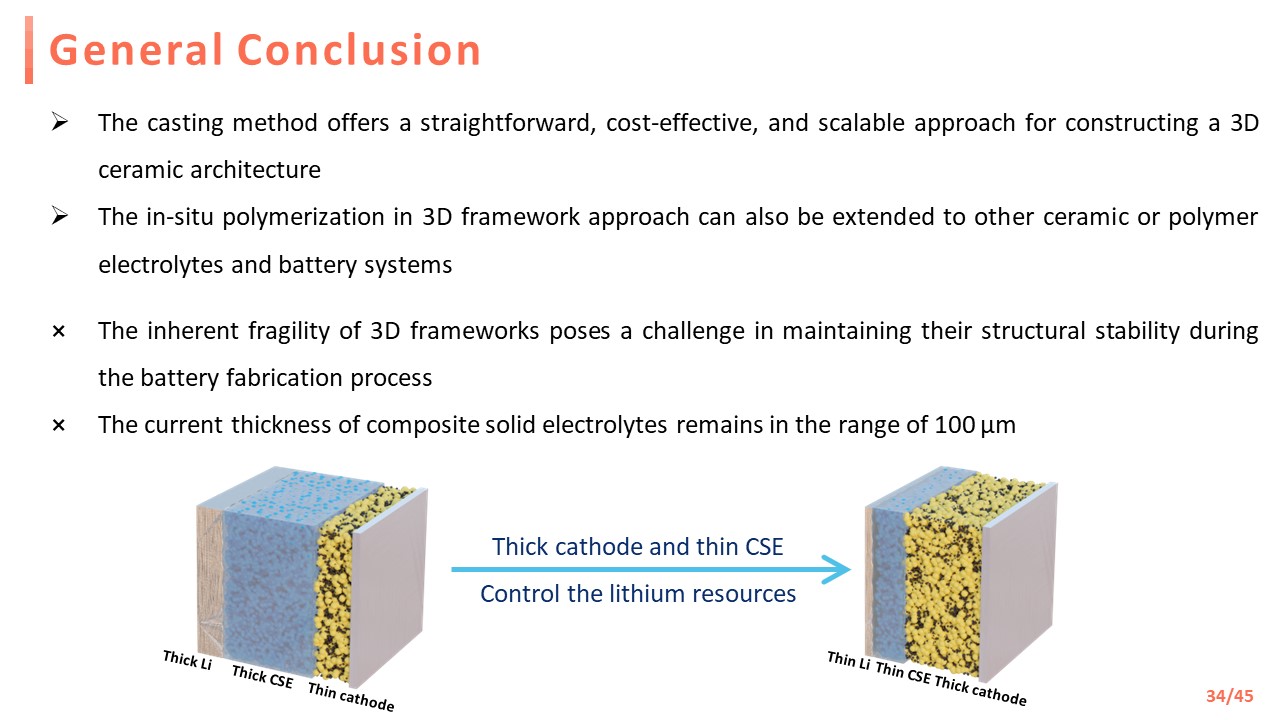 General Conclusion
➢ The casting method offers a straightforward, cost-effective, and scalable approach for constructing a 3D
ceramic architecture
➢ The in-situ polymerization in 3D framework approach can also be extended to other ceramic or polymer
electrolytes and battery systems
× The inherent fragility of 3D frameworks poses a challenge in maintaining their structural stability during
the battery fabrication process
× The current thickness of composite solid electrolytes remains in the range of 100 µm
Thick cathode and thin CSE
Control the lithium resources
Thick Li
Thick CSE
Thin cathode
Thin Li
Thin CSE
Thick cathode
34/45